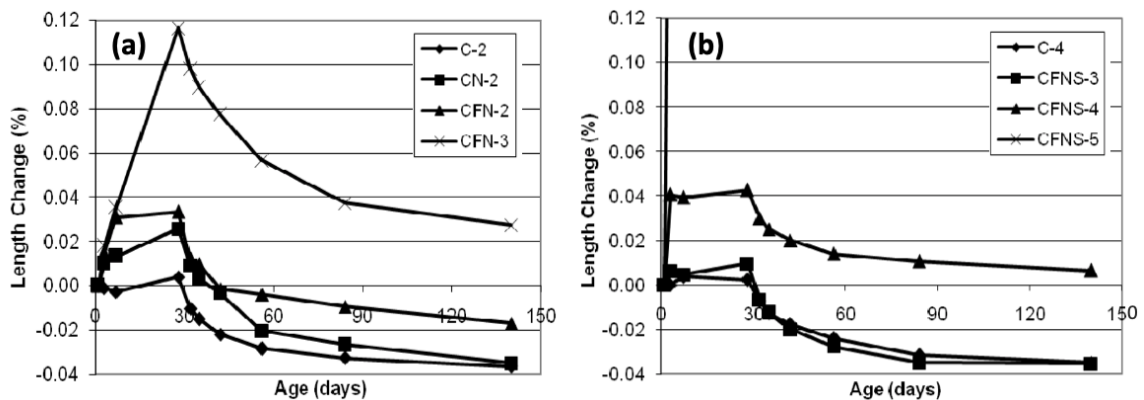 (a)
C-2
CN-2
CFN-2
CFN-3
0.12
0.10
0.08
0.06
0.04
0.02
0.00
-0.02
-0.04
Length Change (%)
0 30 60 90 120 150
Age (days)
(b)
C-4
CFNS-3
CFNS-4
CFNS-5
0.12
0.10
0.08
0.06
0.04
0.02
0.00
-0.02
-0.04
Length Change (%)
0 30 60 90 120 150
Age (days)